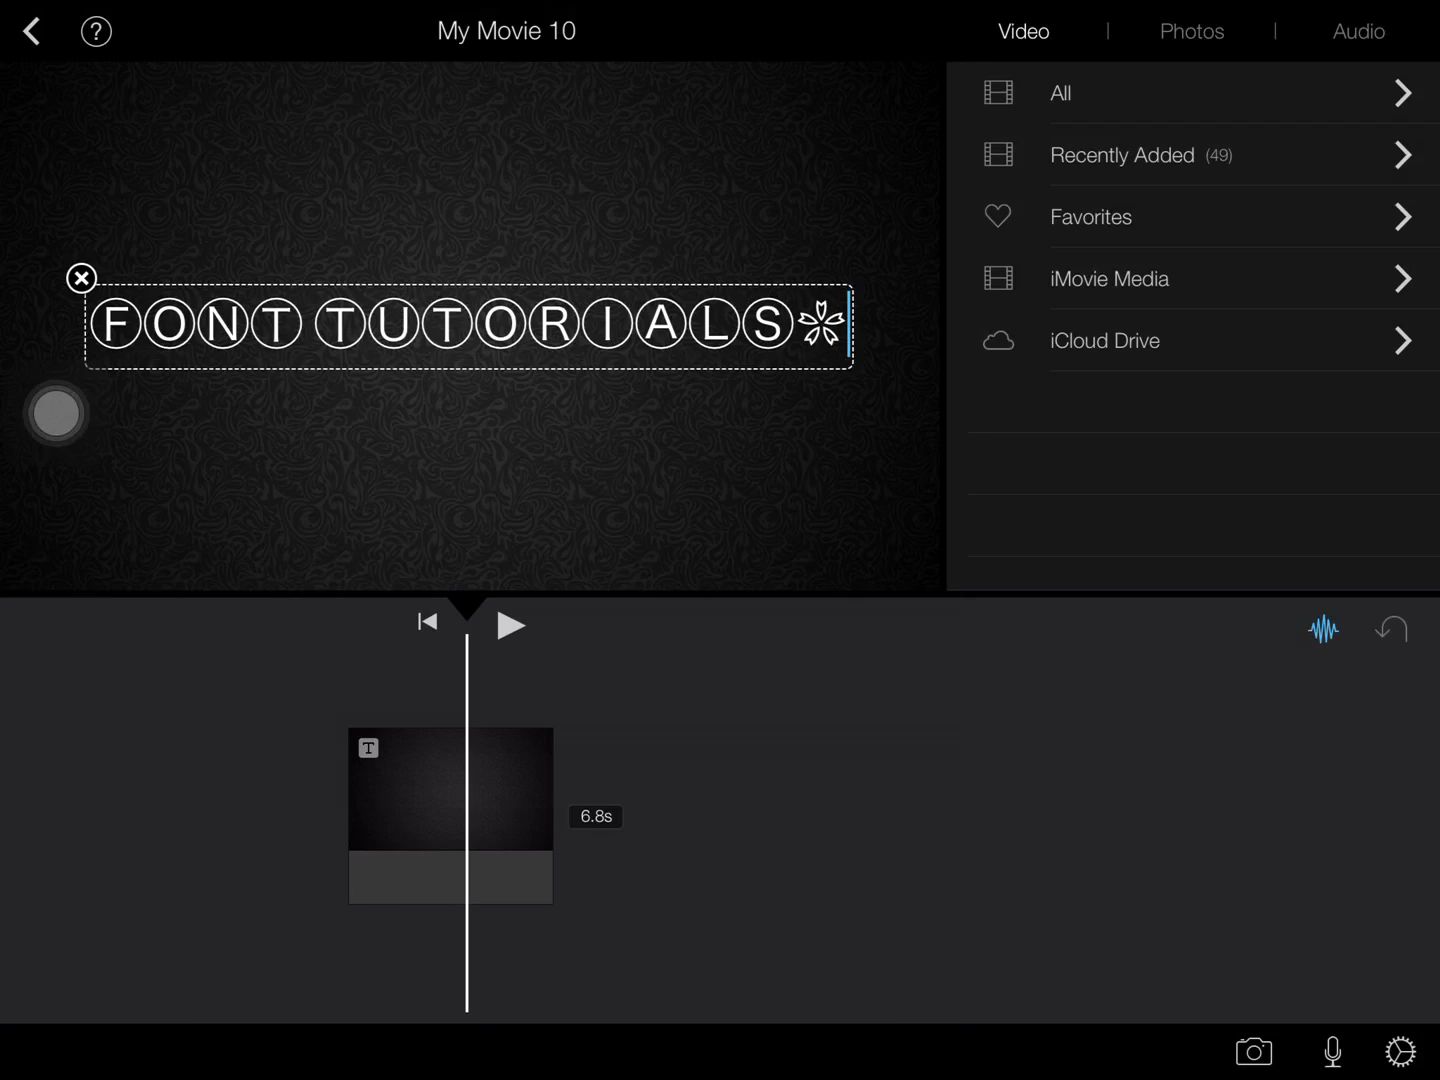 ?
My Movie 10
Video | Photos | Audio
All
Recently Added (49)
Favorites
iMovie Media
iCloud Drive
ⒻⓄⓃⓉ ⓉⓊⓉⓄⓇⒾⒶⓁⓈ
T
6.8s